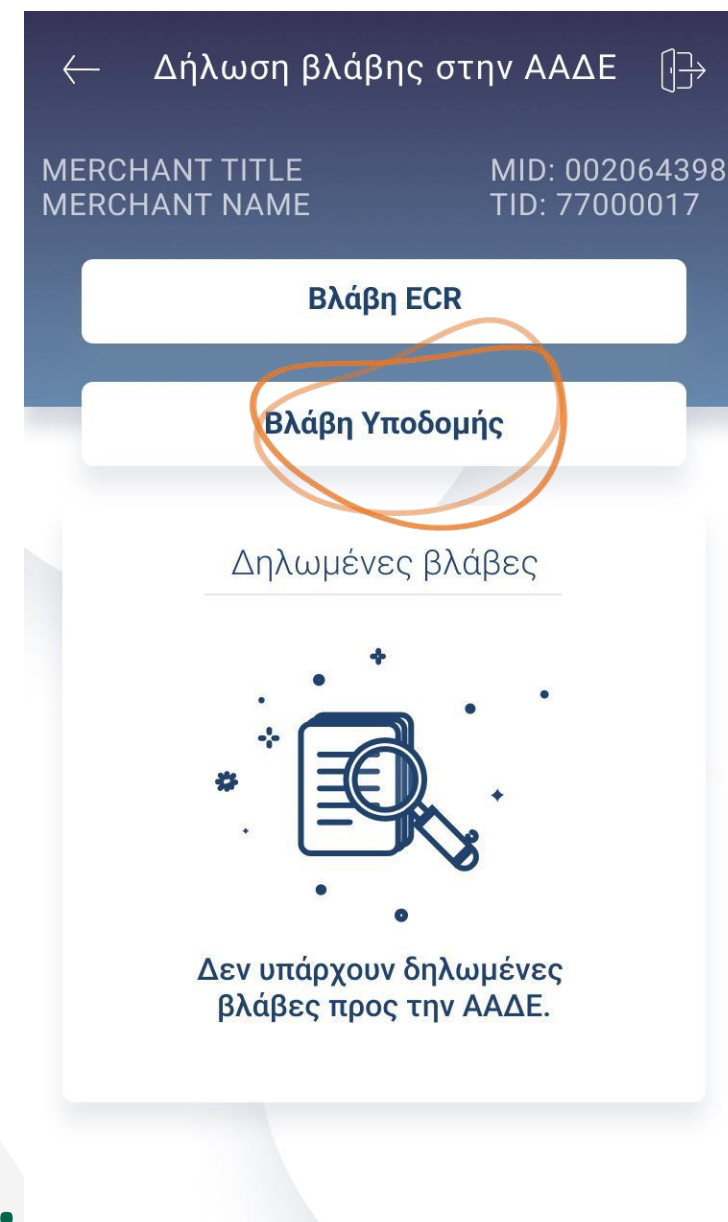 Δήλωση βλάβης στην ΑΑΔΕ
MERCHANT TITLE MID: 002064398
MERCHANT NAME TID: 77000017
Βλάβη ECR
Βλάβη Υποδομής
Δηλωμένες βλάβες
Δεν υπάρχουν δηλωμένες
βλάβες προς την ΑΑΔΕ.